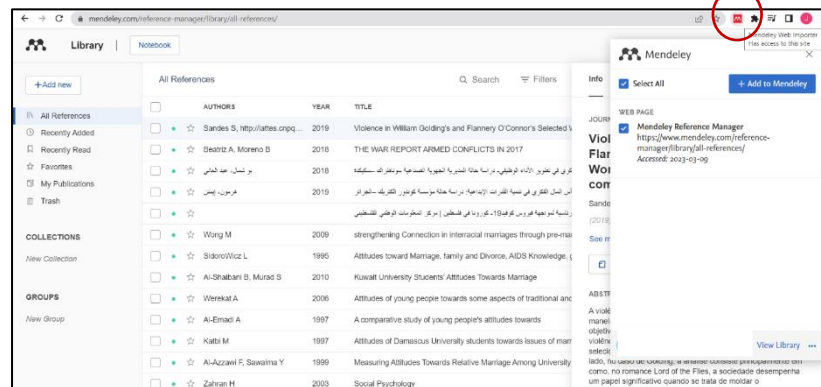 mendeley.com/reference-manager/library/all-references/
Mendeley Web Importer
Has access to this site
Library
Notebook
Mendeley
+Add new
All References
Search
Filters
Info
Select All
+ Add to Mendeley
AUTHORS YEAR TITLE
All References
Recently Added
Recently Read
Favorites
My Publications
Trash
COLLECTIONS
New Collection
GROUPS
New Group
Sandes S, http://lattes.cnpq... 2019 Violence in William Golding's and Flannery O'Connor's Selected
Beatriz A, Moreno B 2018 THE WAR REPORT ARMED CONFLICTS IN 2017
2018
2019
Wong M 2009 strengthening Connection in interracial marriages through pre-mar
SidoroWicz L 1995 Attitudes toward Marriage, family and Divorce, AIDS Knowledge,
Al-Shaibani B, Murad S 2010 Kuwait University Students' Attitudes Towards Marriage
Werekat A 2006 Attitudes of young people towards some aspects of traditional and
Al-Emadi A 1997 A comparative study of young people's attitudes towards
Katbi M 1997 Attitudes of Damascus University students towards issues of marr
Al-Azzawi F, Sawalma Y 1999 Measuring Attitudes Towards Relative Marriage Among University
Zahran H 2003 Social Psychology
JOURN
Viol
Flar
Wor
com
Sande
(2019)
See m
ABSTR
A violê
manei
objetiv
violênc
selecio
WEB PAGE
Mendeley Reference Manager
https://www.mendeley.com/reference-
manager/library/all-references/
Accessed: 2023-03-09
View Library
lado, no caso de Golding, a análise consiste principalmente em
como, no romance Lord of the Flies, a sociedade desempenha
um papel significativo quando se trata de moldar o